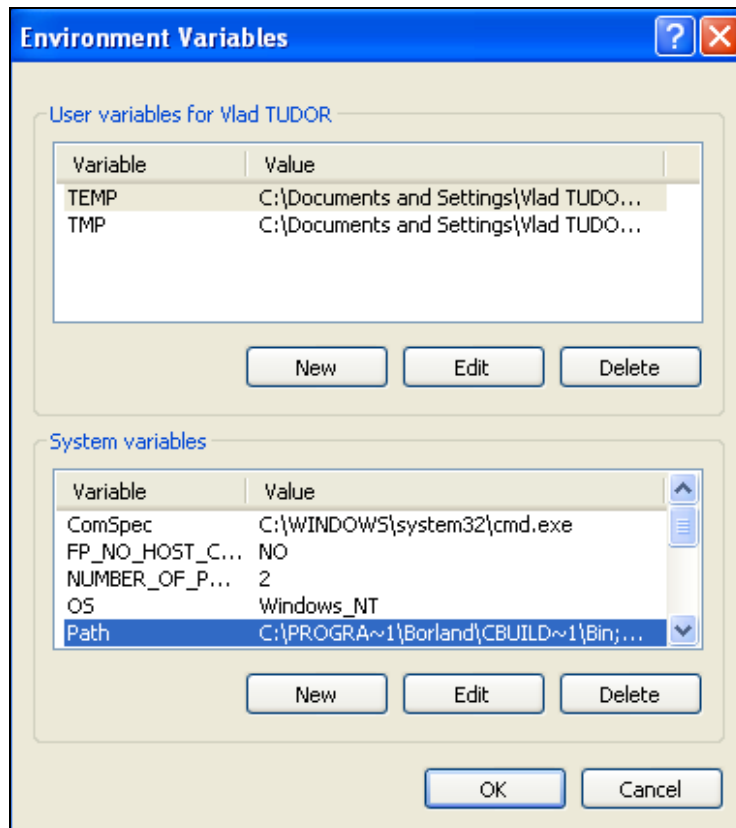 Environment Variables
User variables for Vlad TUDOR
Variable Value
TEMP C:\Documents and Settings\Vlad TUDO...
TMP C:\Documents and Settings\Vlad TUDO...
New Edit Delete
System variables
Variable Value
ComSpec C:\WINDOWS\system32\cmd.exe
FP_NO_HOST_C... NO
NUMBER_OF_P... 2
OS Windows_NT
Path C:\PROGRA~1\Borland\CBUILD~1\Bin;...
New Edit Delete
OK Cancel